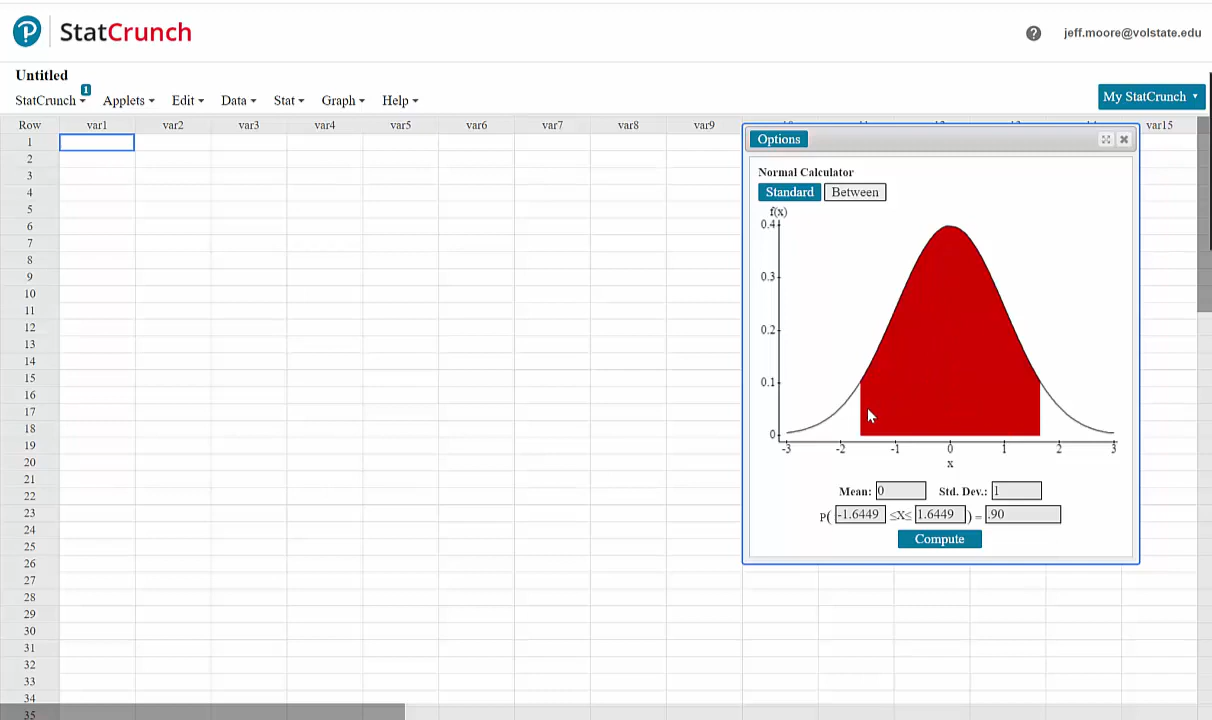 StatCrunch
? jeff.moore@volstate.edu
Untitled
1
StatCrunch Applets Edit Data Stat Graph Help
My StatCrunch
Row var1 var2 var3 var4 var5 var6 var7 var8 var9 var15
Options
Normal Calculator
Standard Between
f(x)
0.4
0.3
0.2
0.1
0
-3 -2 -1 0 1 2 3
x
Mean: 0 Std. Dev.: 1
P( -1.6449 ≤X≤ 1.6449 ) = .90
Compute
1
2
3
4
5
6
7
8
9
10
11
12
13
14
15
16
17
18
19
20
21
22
23
24
25
26
27
28
29
30
31
32
33
34
35